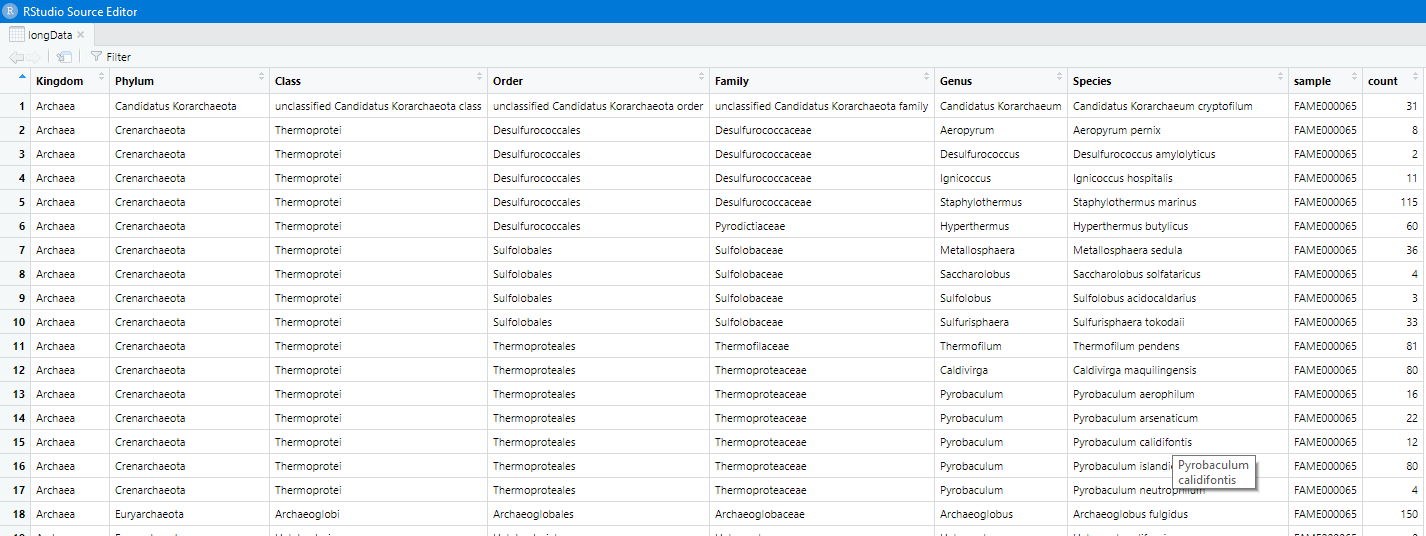 R RStudio Source Editor
longData
Filter
Kingdom Phylum Class Order Family Genus Species sample count
1 Archaea Candidatus Korarchaeota unclassified Candidatus Korarchaeota class unclassified Candidatus Korarchaeota order unclassified Candidatus Korarchaeota family Candidatus Korarchaeum Candidatus Korarchaeum cryptofilum FAME000065 31
2 Archaea Crenarchaeota Thermoprotei Desulfurococcales Desulfurococcaceae Aeropyrum Aeropyrum pernix FAME000065 8
3 Archaea Crenarchaeota Thermoprotei Desulfurococcales Desulfurococcaceae Desulfurococcus Desulfurococcus amylolyticus FAME000065 2
4 Archaea Crenarchaeota Thermoprotei Desulfurococcales Desulfurococcaceae Ignicoccus Ignicoccus hospitalis FAME000065 11
5 Archaea Crenarchaeota Thermoprotei Desulfurococcales Desulfurococcaceae Staphylothermus Staphylothermus marinus FAME000065 115
6 Archaea Crenarchaeota Thermoprotei Desulfurococcales Pyrodictiaceae Hyperthermus Hyperthermus butylicus FAME000065 60
7 Archaea Crenarchaeota Thermoprotei Sulfolobales Sulfolobaceae Metallosphaera Metallosphaera sedula FAME000065 36
8 Archaea Crenarchaeota Thermoprotei Sulfolobales Sulfolobaceae Saccharolobus Saccharolobus solfataricus FAME000065 4
9 Archaea Crenarchaeota Thermoprotei Sulfolobales Sulfolobaceae Sulfolobus Sulfolobus acidocaldarius FAME000065 3
10 Archaea Crenarchaeota Thermoprotei Sulfolobales Sulfolobaceae Sulfurisphaera Sulfurisphaera tokodaii FAME000065 33
11 Archaea Crenarchaeota Thermoprotei Thermoproteales Thermofilaceae Thermofilum Thermofilum pendens FAME000065 81
12 Archaea Crenarchaeota Thermoprotei Thermoproteales Thermoproteaceae Caldivirga Caldivirga maquilingensis FAME000065 80
13 Archaea Crenarchaeota Thermoprotei Thermoproteales Thermoproteaceae Pyrobaculum Pyrobaculum aerophilum FAME000065 16
14 Archaea Crenarchaeota Thermoprotei Thermoproteales Thermoproteaceae Pyrobaculum Pyrobaculum arsenaticum FAME000065 22
15 Archaea Crenarchaeota Thermoprotei Thermoproteales Thermoproteaceae Pyrobaculum Pyrobaculum calidifontis FAME000065 12
16 Archaea Crenarchaeota Thermoprotei Thermoproteales Thermoproteaceae Pyrobaculum Pyrobaculum FAME000065 80
Pyrobaculum
calidifontis
17 Archaea Crenarchaeota Thermoprotei Thermoproteales Thermoproteaceae Pyrobaculum Pyrobaculum neutrophilum FAME000065 4
18 Archaea Euryarchaeota Archaeoglobi Archaeoglobales Archaeoglobaceae Archaeoglobus Archaeoglobus fulgidus FAME000065 150